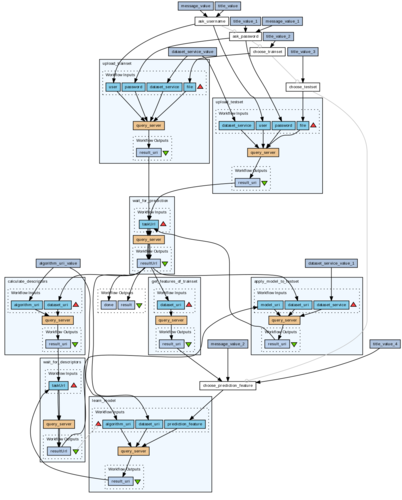 message_value title_value
ask_username title_value_1 message_value_1
ask_password title_value_2
dataset_service_value choose_trainset title_value_3
upload_trainset
Workflow Inputs
user password dataset_service file
query_server
Workflow Outputs
result_uri
choose_testset
upload_testset
Workflow Inputs
dataset_service user password file
query_server
Workflow Outputs
result_uri
wait_for_prediction
Workflow Inputs
taskUri
query_server
Workflow Outputs
resultUri
algorithm_uri_value dataset_service_value_1
calculate_descriptors
Workflow Inputs
algorithm_uri dataset_uri
query_server
Workflow Outputs
result_uri
Workflow Outputs
result
get_features_of_trainset
Workflow Inputs
dataset_uri
query_server
Workflow Outputs
result_uri
apply_model_to_testset
Workflow Inputs
model_uri dataset_uri dataset_service
query_server
Workflow Outputs
result_uri
message_value_2 title_value_4
wait_for_descriptors
Workflow Inputs
taskUri
query_server
Workflow Outputs
resultUri
choose_prediction_feature
Workflow Inputs
algorithm_uri dataset_uri prediction_feature
query_server
Workflow Outputs
result_uri